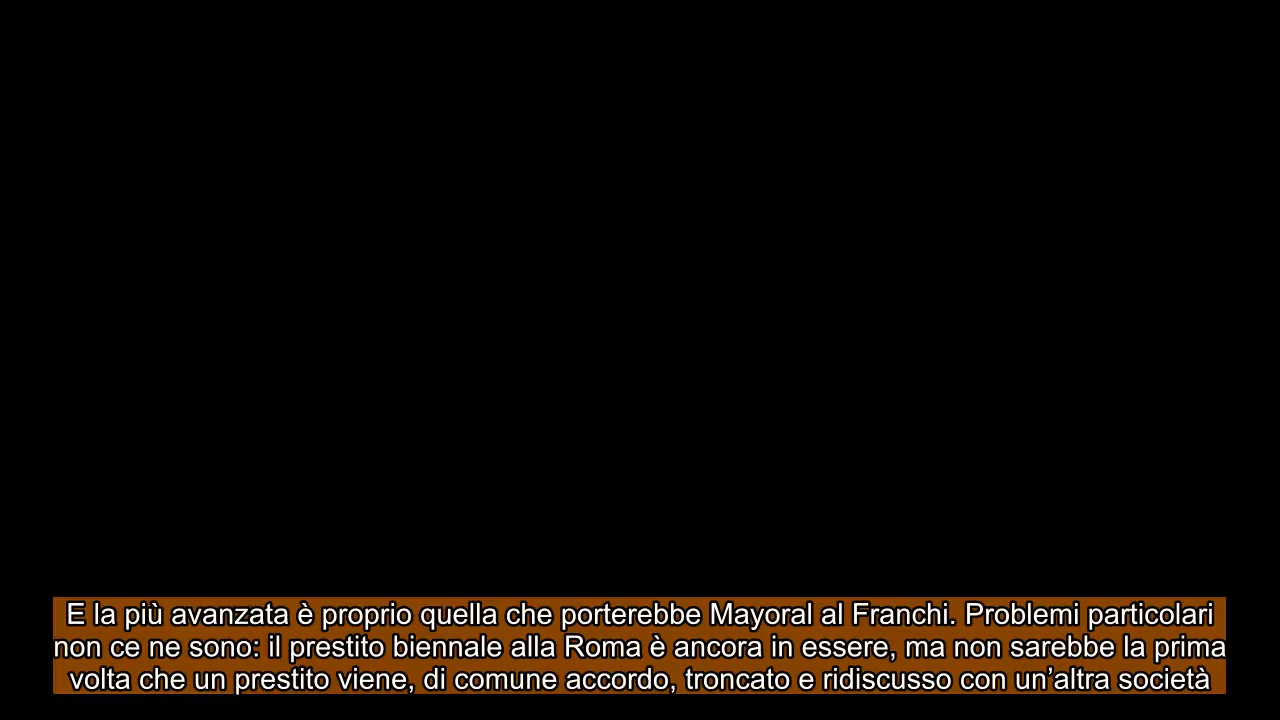 E la più avanzata è proprio quella che porterebbe Mayoral al Franchi. Problemi particolari
non ce ne sono: il prestito biennale alla Roma è ancora in essere, ma non sarebbe la prima
volta che un prestito viene, di comune accordo, troncato e ridiscusso con un’altra società